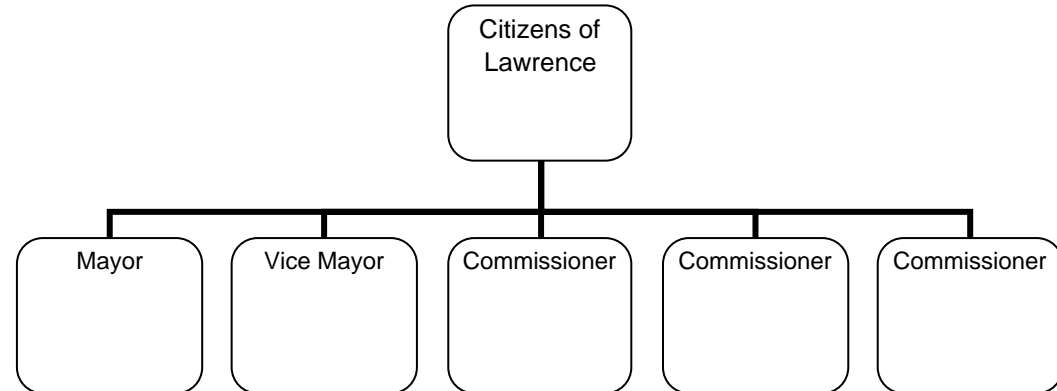 Citizens of
Lawrence
Mayor
Vice Mayor
Commissioner
Commissioner
Commissioner